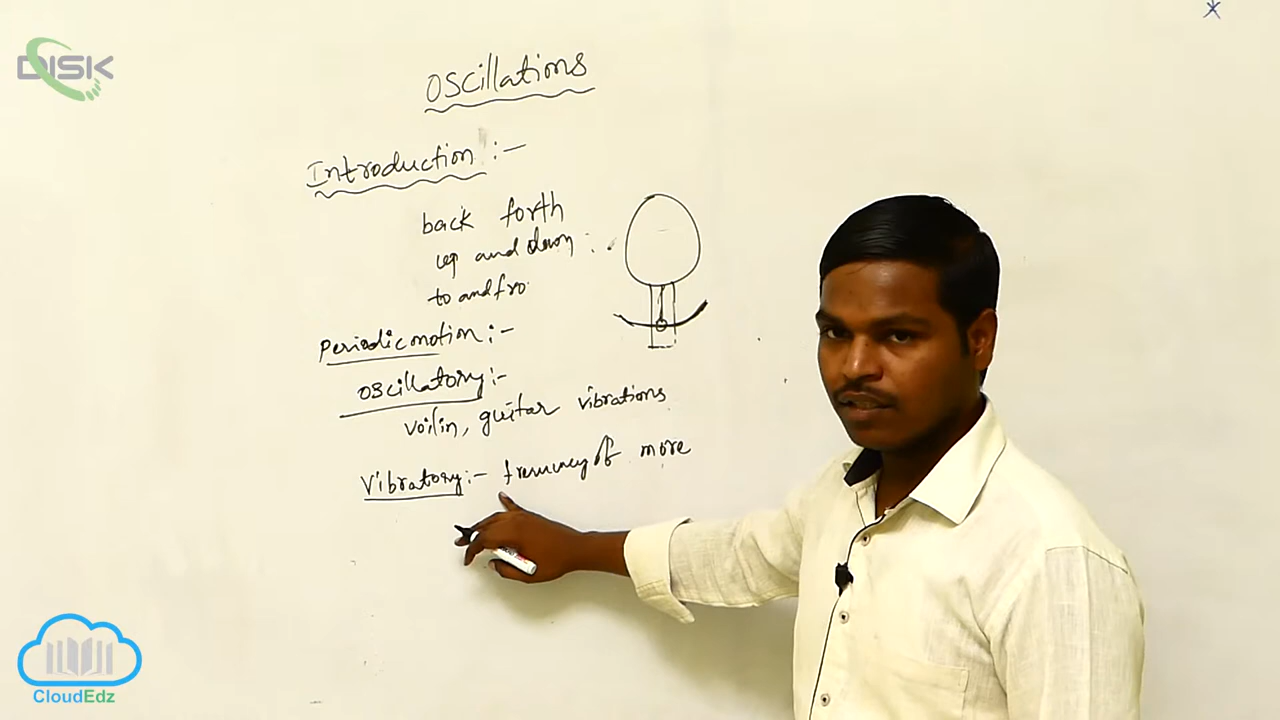 DISK
Oscillations
Introduction :-
back forth
up and down :.
to and fro
Periodic motion :-
Oscillatory :-
voilin, guitar vibrations
Vibratory :- of more
CloudEdz